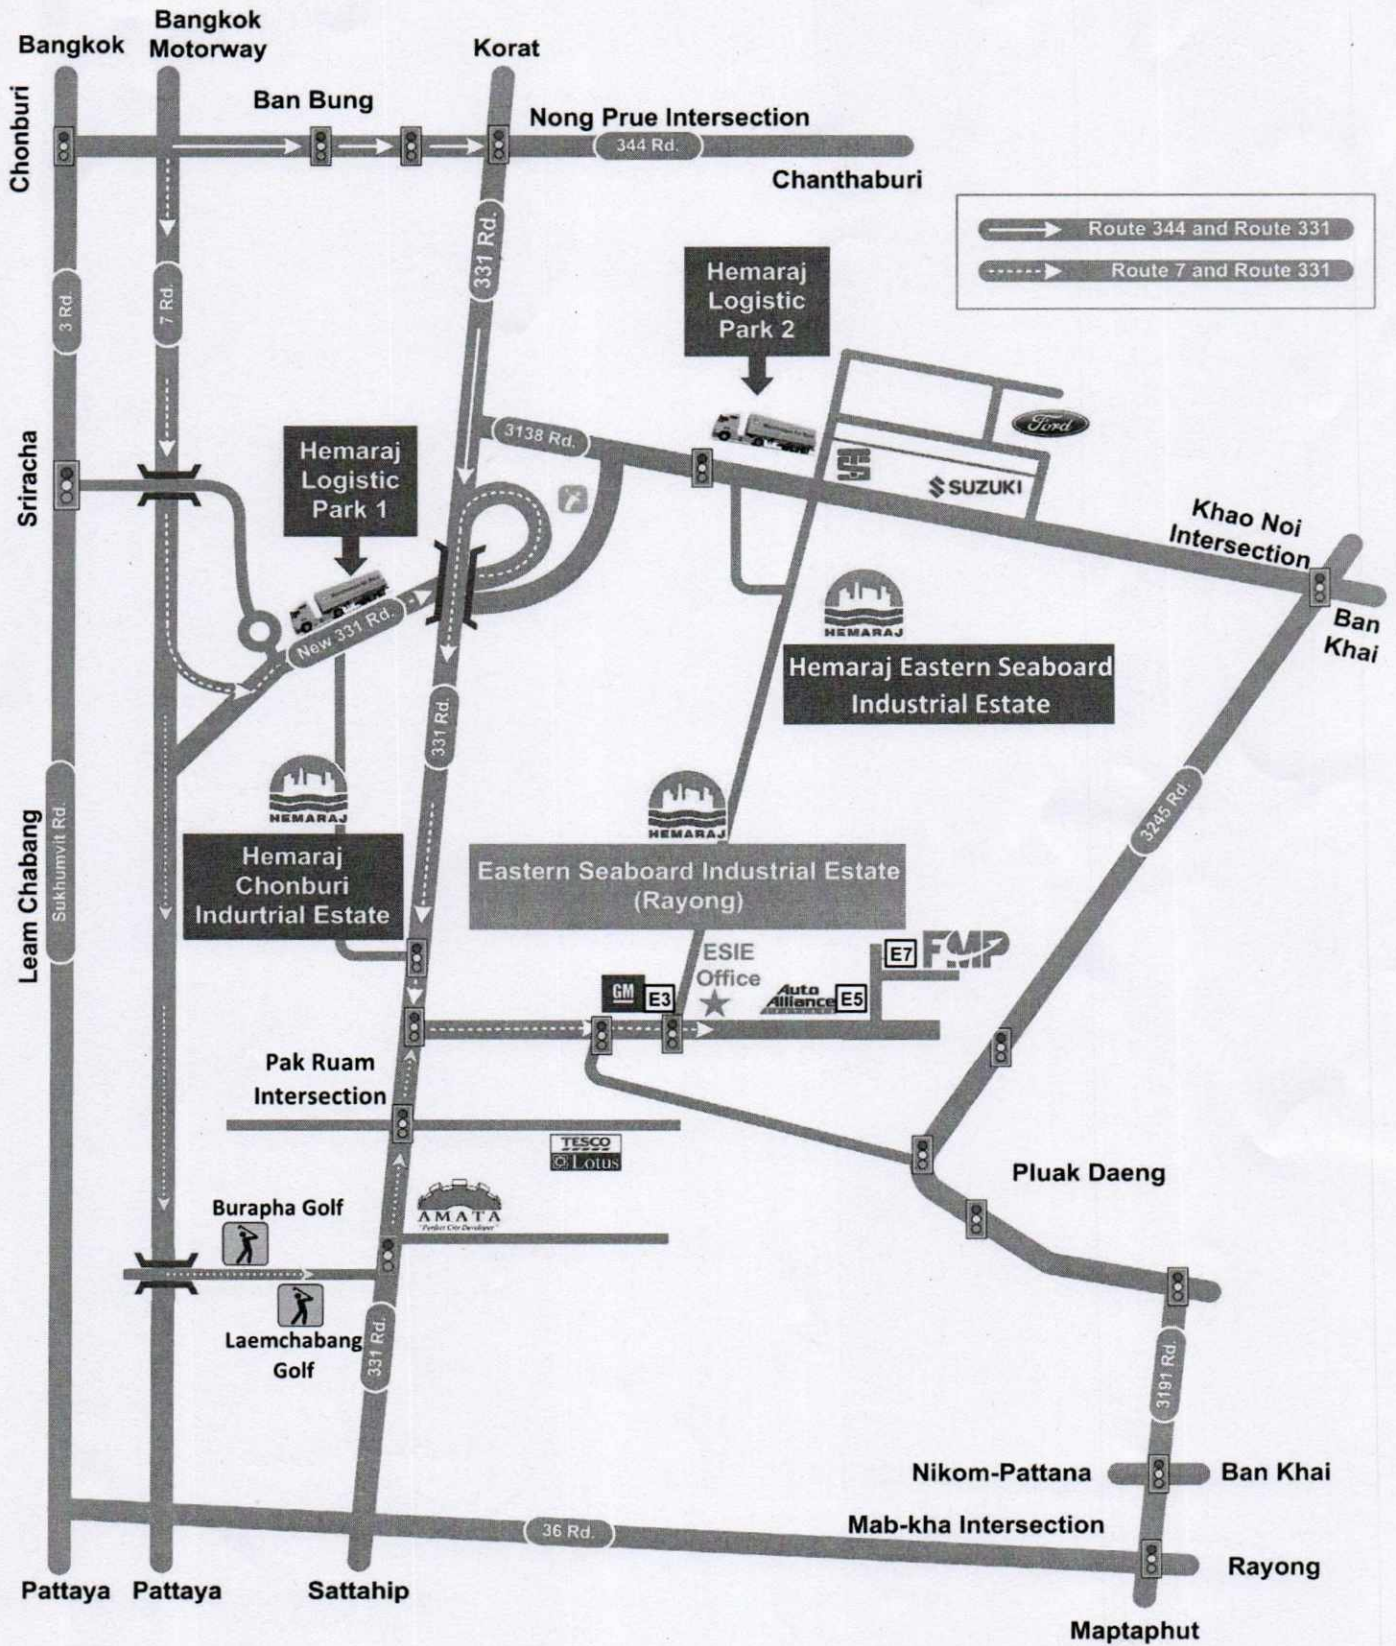 Bangkok
Bangkok
Motorway
Korat
Chonburi
Ban Bung
Nong Prue Intersection
344 Rd.
Chanthaburi
Route 344 and Route 331
Route 7 and Route 331
331 Rd.
3 Rd.
7 Rd.
Hemaraj
Logistic
Park 2
Ford
3138 Rd.
SUZUKI
Sriracha
Hemaraj
Logistic
Park 1
Khao Noi
Intersection
Ban
Khai
New 331 Rd.
HEMARAJ
Hemaraj Eastern Seaboard
Industrial Estate
331 Rd.
3245 Rd.
Leam Chabang
Sukhumvit Rd.
HEMARAJ
Hemaraj
Chonburi
Indurtrial Estate
HEMARAJ
Eastern Seaboard Industrial Estate
(Rayong)
ESIE
Office
E7
FMP
GM
E3
Auto
Alliance
E5
Pak Ruam
Intersection
TESCO
Lotus
Pluak Daeng
AMATA
"Perfect City Developer"
Burapha Golf
Laemchabang
Golf
331 Rd.
3191 Rd.
Nikom-Pattana
Ban Khai
Mab-kha Intersection
36 Rd.
Rayong
Pattaya
Pattaya
Sattahip
Maptaphut